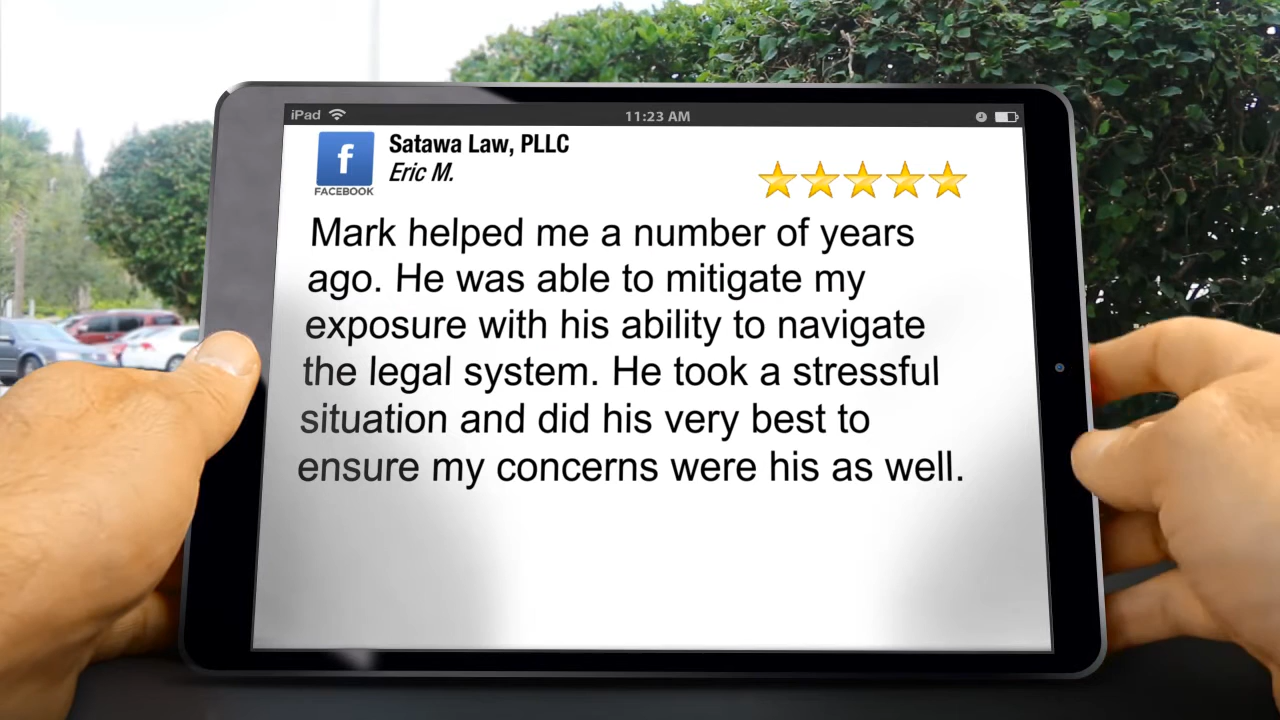 iPad
11:23 AM
f
FACEBOOK
Satawa Law, PLLC
Eric M.
Mark helped me a number of years
ago. He was able to mitigate my
exposure with his ability to navigate
the legal system. He took a stressful
situation and did his very best to
ensure my concerns were his as well.